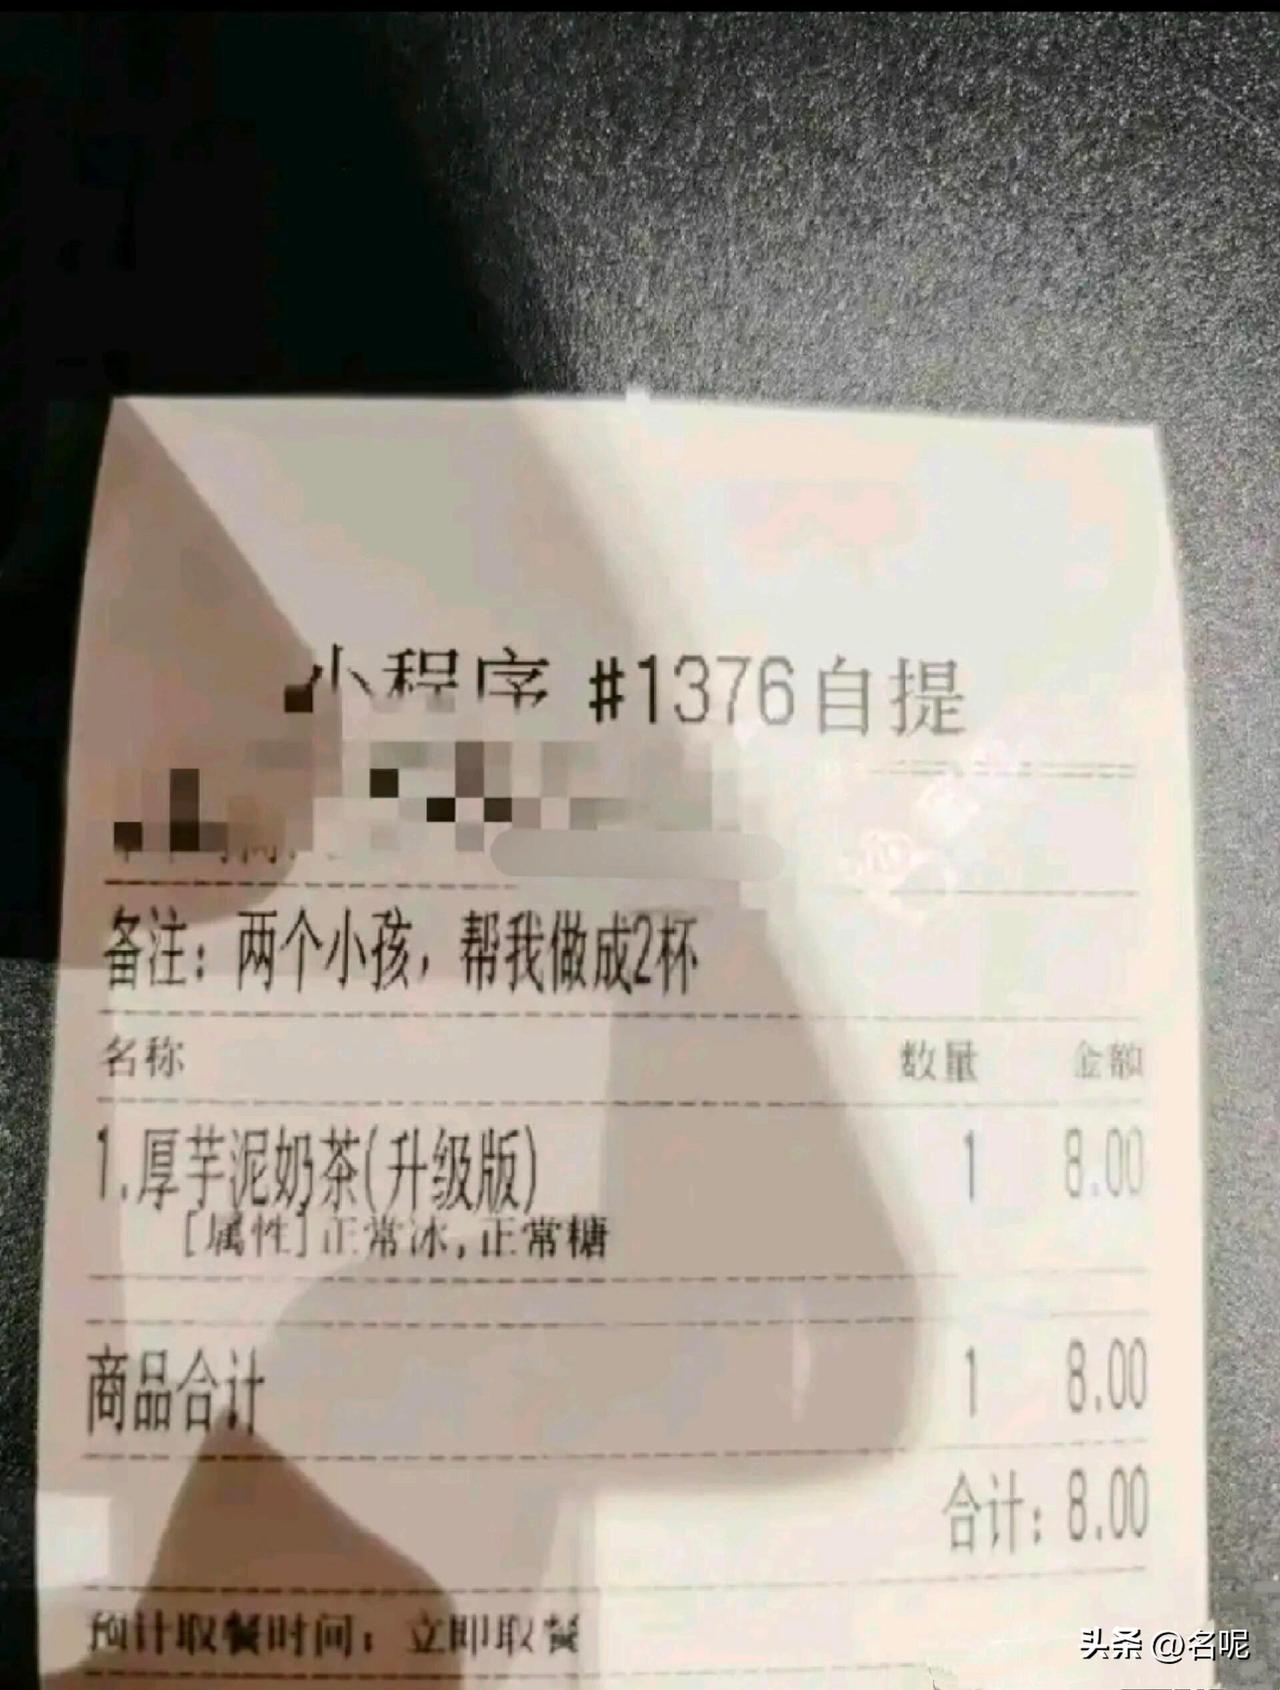 小程序 #1376自提
备注：两个小孩，帮我做成2杯
名称 数量 金额
1.厚芋泥奶茶(升级版) 1 8.00
[属性]正常冰,正常糖
商品合计 1 8.00
合计：8.00
预计取餐时间：立即取餐
头条 @名呢